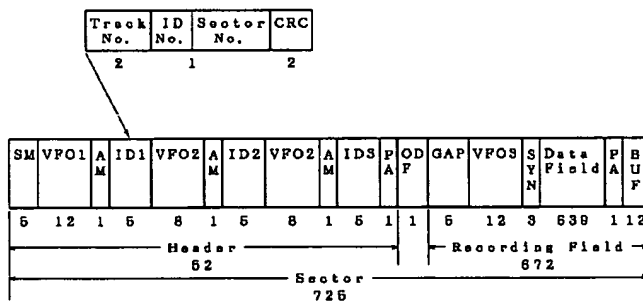 Track No. ID No. Sector No. CRC
2 1 2
SM VFO1 AM ID1 VFO2 AM ID2 VFO2 AM ID3 PA ODF GAP VFO3 SYN Data Field PA BUF
5 12 1 5 8 1 5 8 1 5 1 1 5 12 3 639 1 12
Header Recording Field
52 672
Sector
725